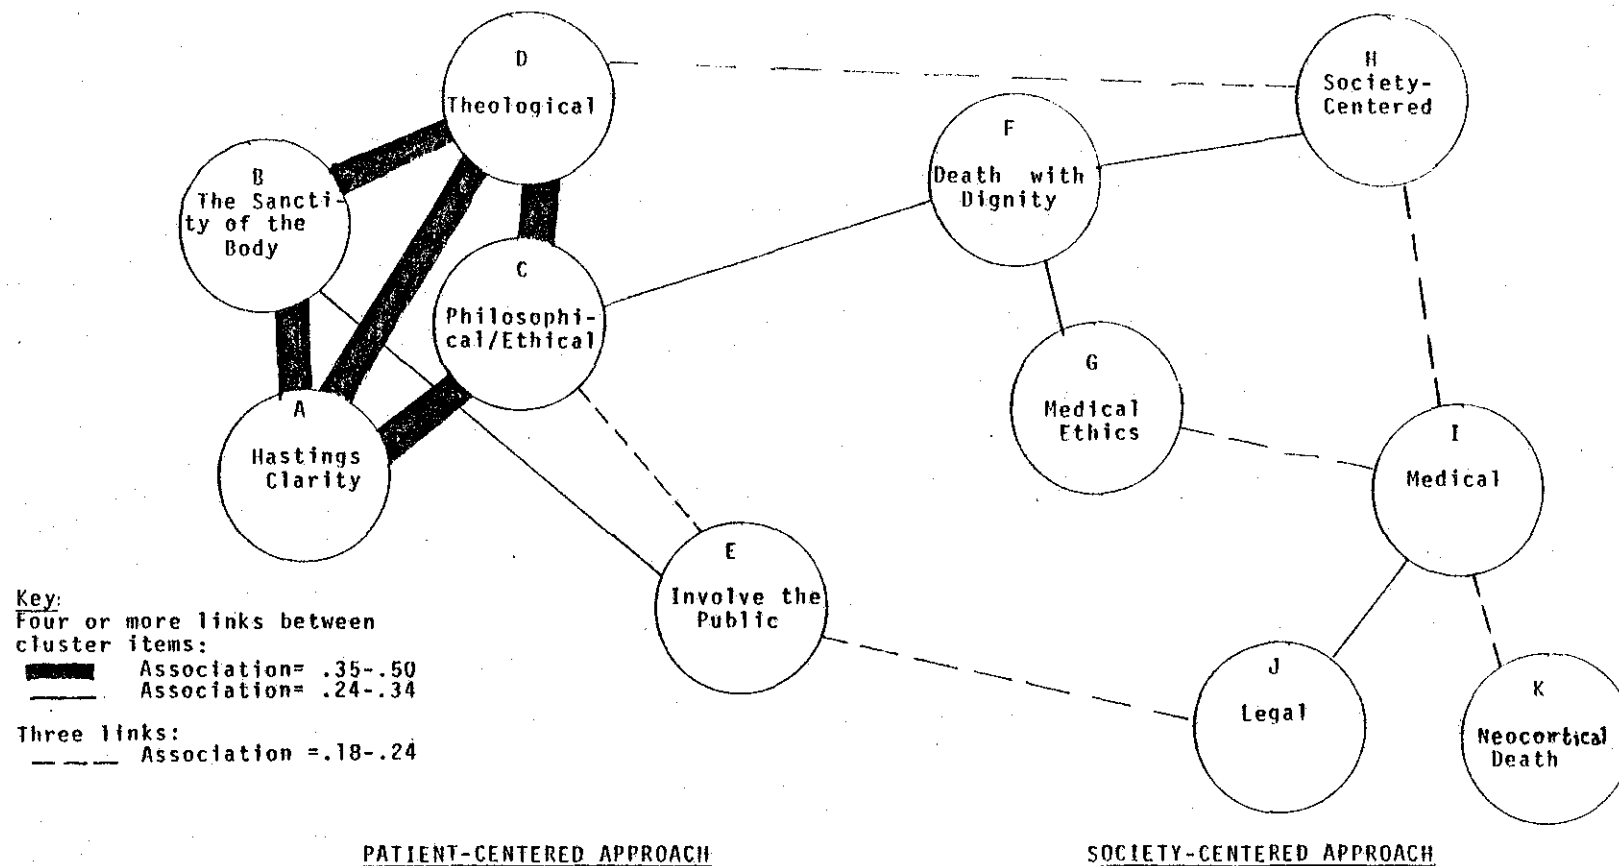 D
Theological
H
Society-
Centered
F
Death with
Dignity
B
The Sancti-
ty of the
Body
C
Philosophi-
cal/Ethical
G
Medical
Ethics
A
Hastings
Clarity
I
Medical
E
Involve the
Public
J
Legal
K
Neocortical
Death
Key:
Four or more links between
cluster items:
Association= .35-.50
Association= .24-.34
Three links:
Association =.18-.24
PATIENT-CENTERED APPROACH
SOCIETY-CENTERED APPROACH